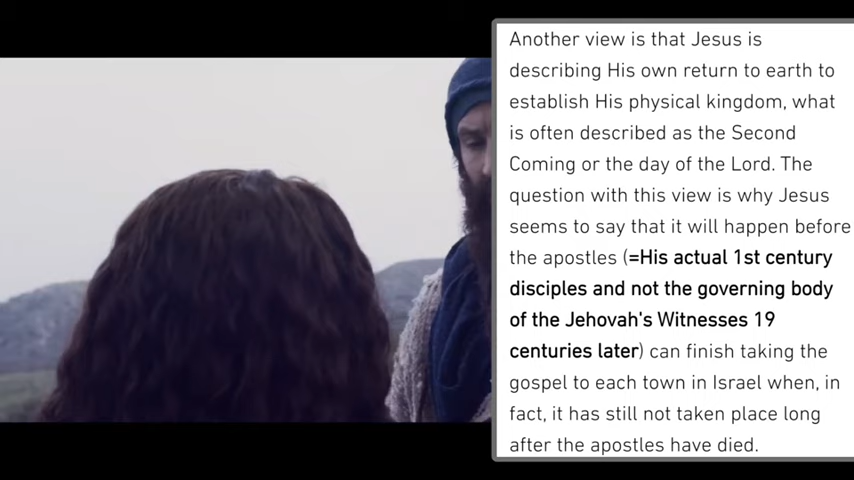 Another view is that Jesus is
describing His own return to earth to
establish His physical kingdom, what
is often described as the Second
Coming or the day of the Lord. The
question with this view is why Jesus
seems to say that it will happen before
the apostles (=His actual 1st century
disciples and not the governing body
of the Jehovah's Witnesses 19
centuries later) can finish taking the
gospel to each town in Israel when, in
fact, it has still not taken place long
after the apostles have died.